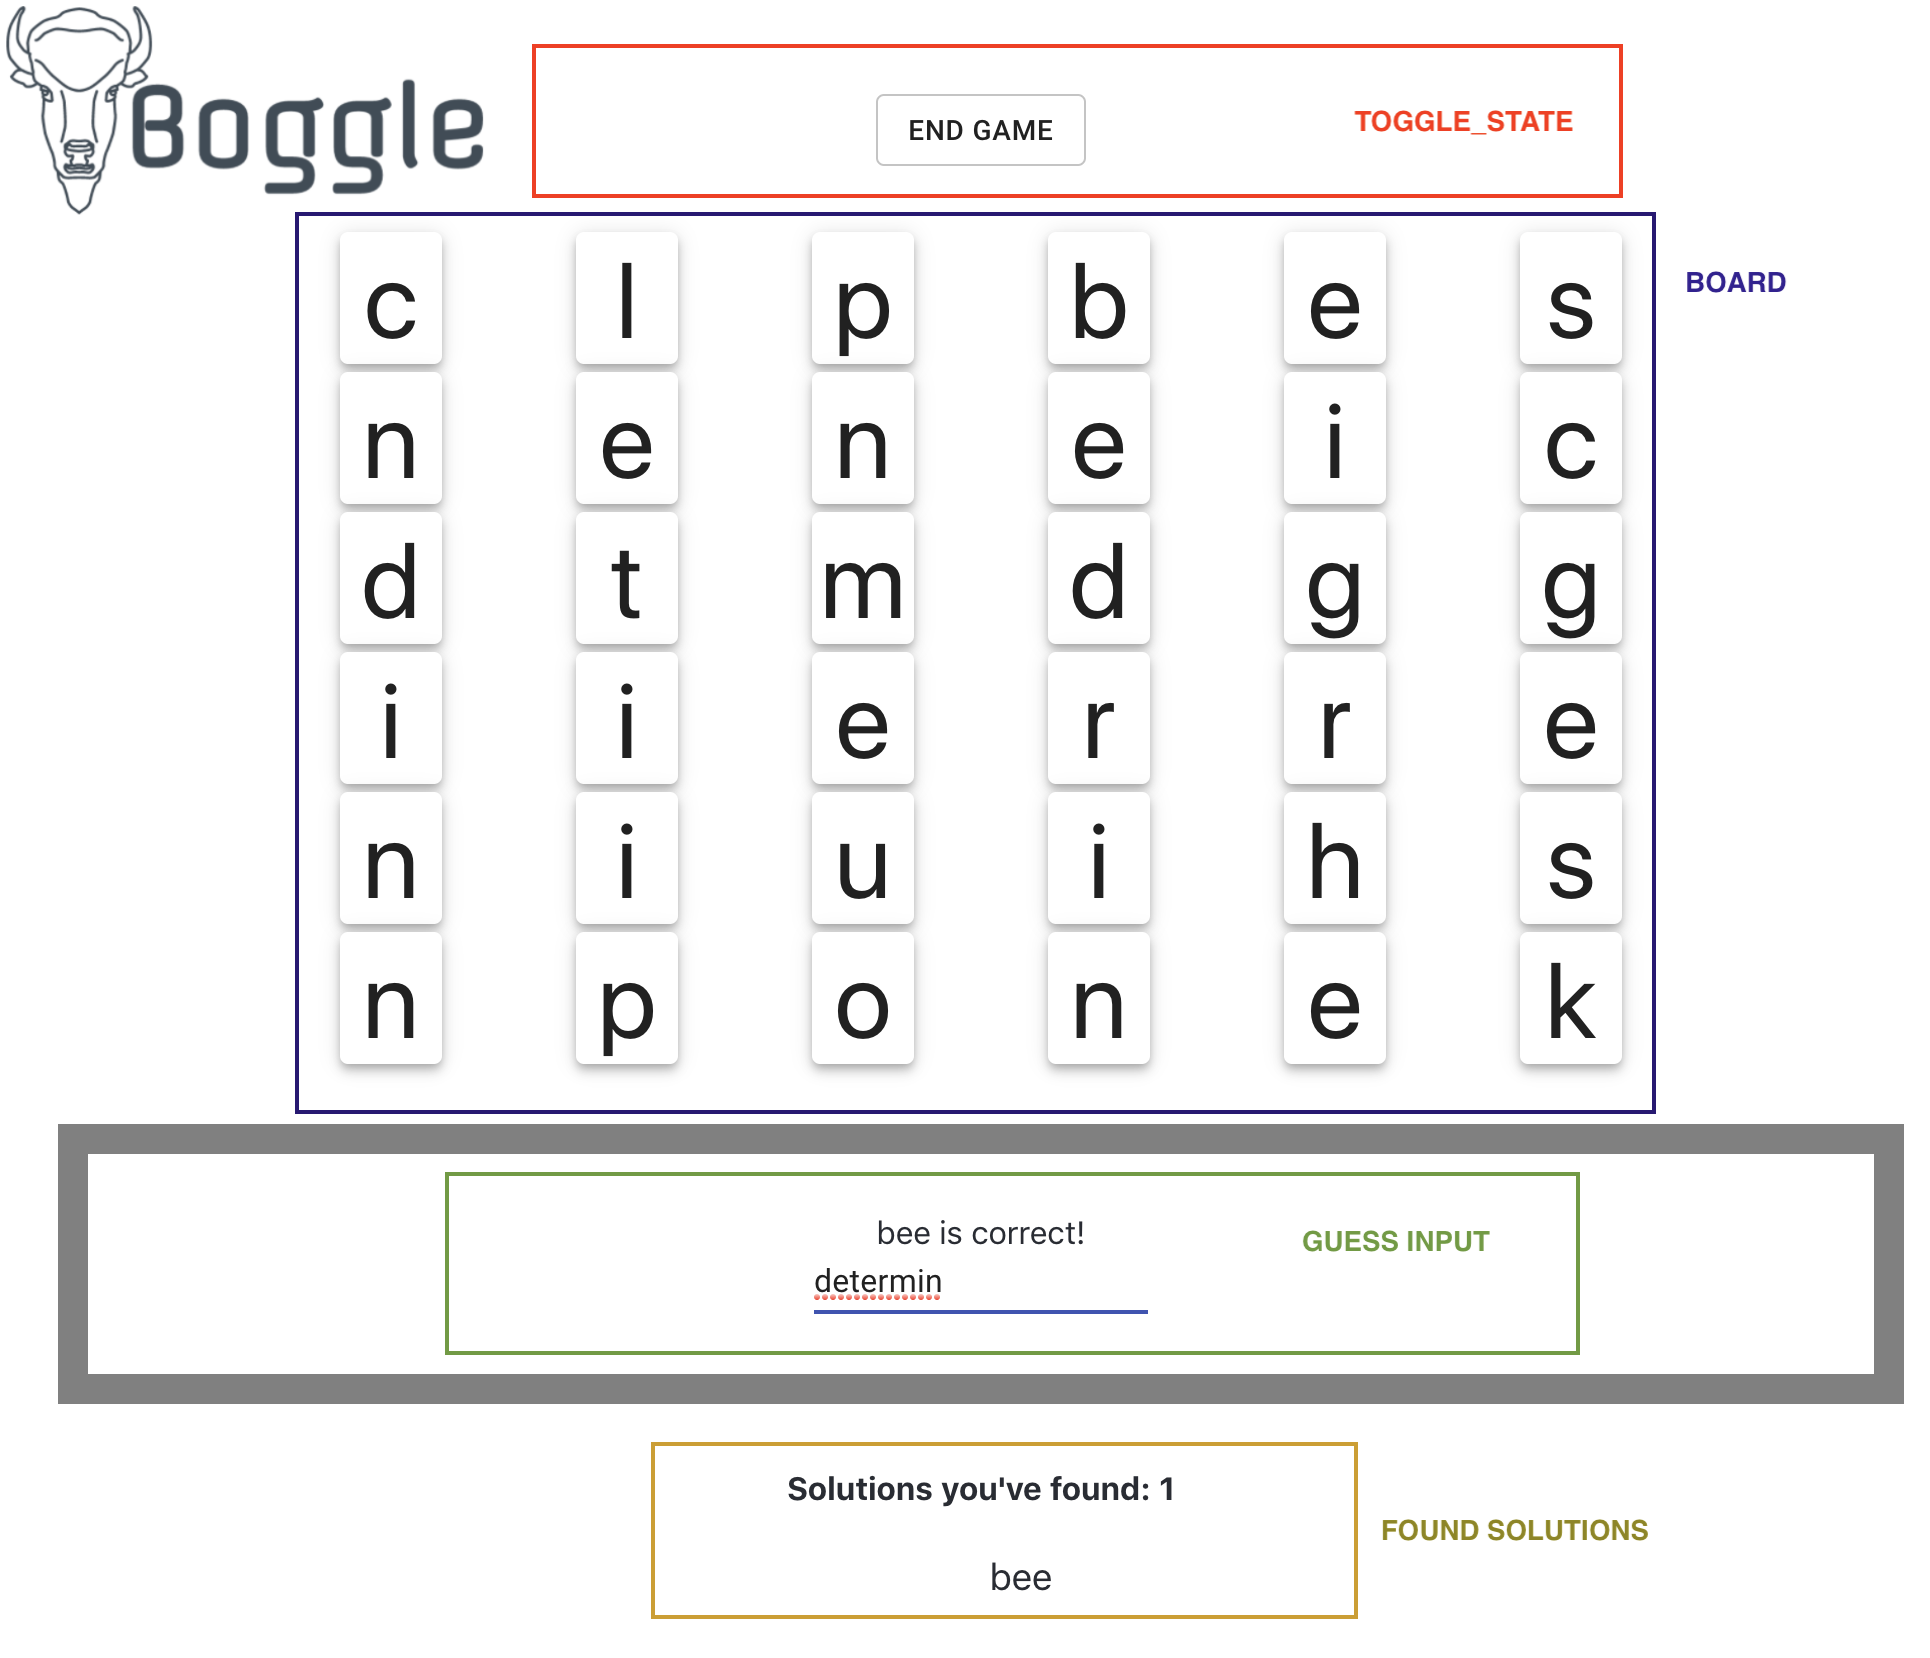 Boggle
END GAME
TOGGLE_STATE
c l p b e s
BOARD
n e n e i c
d t m d g g
i i e r r e
n i u i h s
n p o n e k
bee is correct!
GUESS INPUT
determin
Solutions you've found: 1
FOUND SOLUTIONS
bee